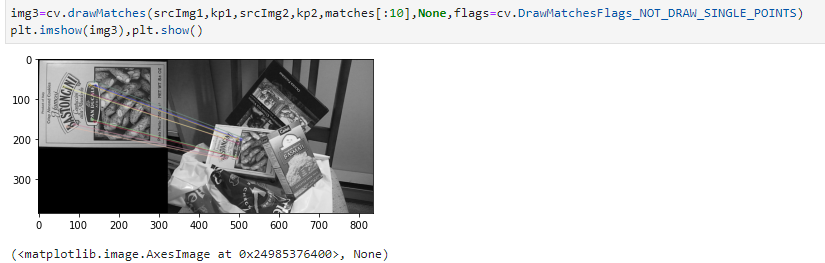 img3=cv.drawMatches(srcImg1,kp1,srcImg2,kp2,matches[:10],None,flags=cv.DrawMatchesFlags_NOT_DRAW_SINGLE_POINTS)
plt.imshow(img3),plt.show()
0
100
200
300
0 100 200 300 400 500 600 700 800
(<matplotlib.image.AxesImage at 0x24985376400>, None)